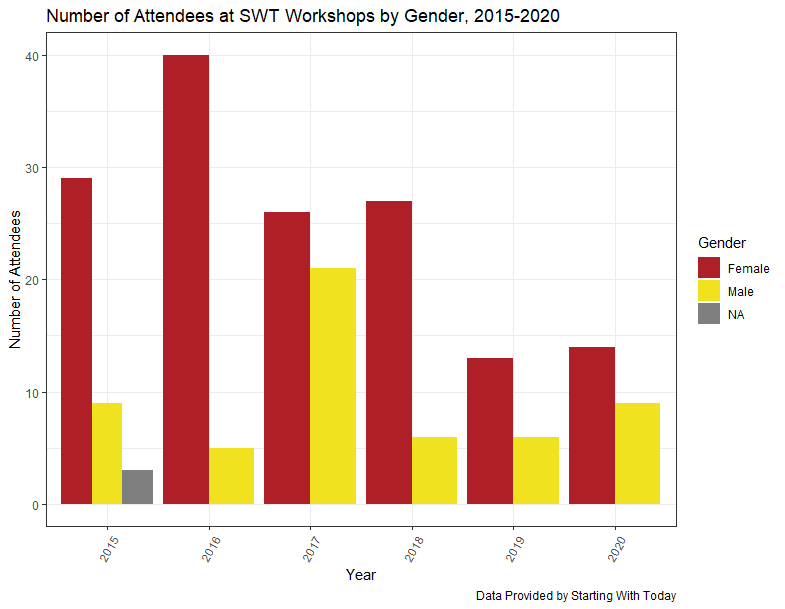 Number of Attendees at SWT Workshops by Gender, 2015-2020
Number of Attendees
40
30
20
10
0
2015
2016
2017
2018
2019
2020
Year
Gender
Female
Male
NA
Data Provided by Starting With Today